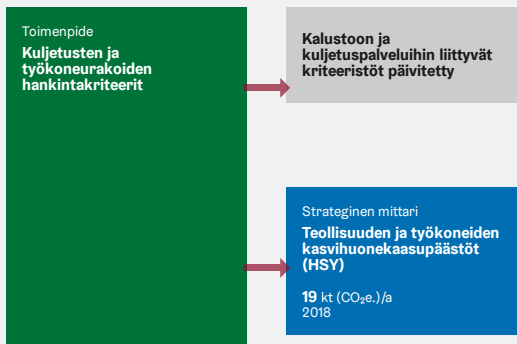 Toimenpide
Kuljetusten ja
työkoneurakoiden
hankintakriteerit
Kalustoon ja
kuljetuspalveluihin liittyvät
kriteeristöt päivitetty
Strateginen mittari
Teollisuuden ja työkoneiden
kasvihuonekaasupäästöt
(HSY)
19 kt (CO₂e.)/a
2018